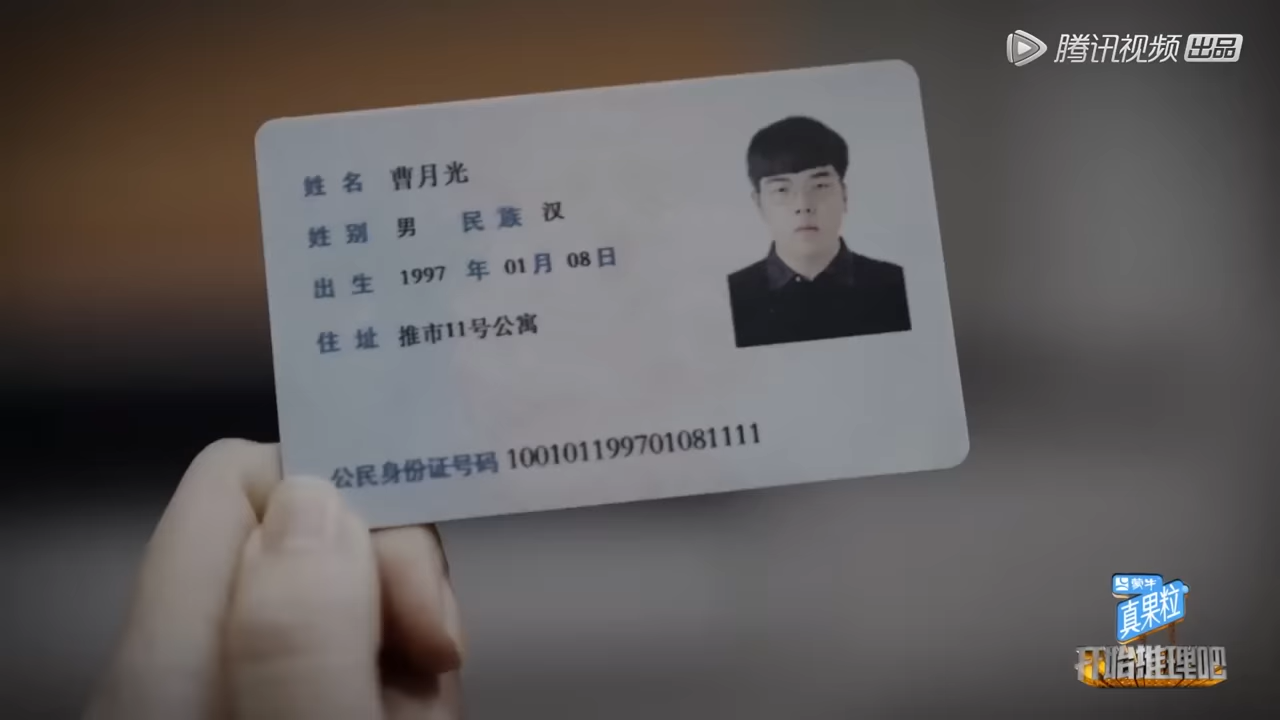 腾讯视频 出品
姓名 曹月光
姓别 男 民族 汉
出生 1997 年 01 月 08 日
住址 推市11号公寓
公民身份证号码 100101199701081111
蒙牛
真果粒
开始推理吧